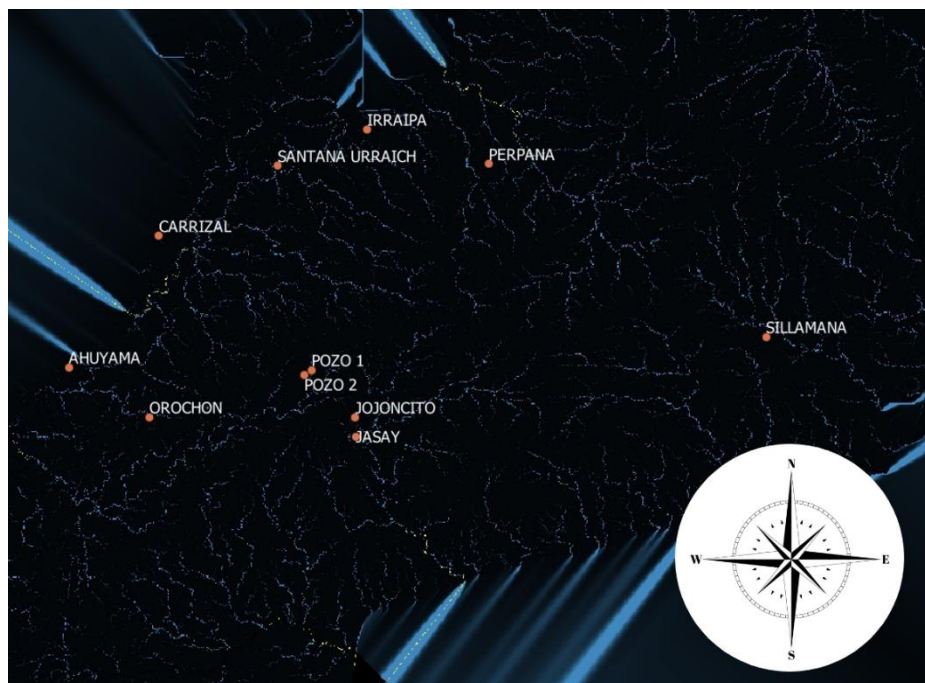 IRRAIPA
SANTANA URRAICH
PERPANA
CARRIZAL
SILLAMANA
AHUYAMA
POZO 1
POZO 2
OROCHON
JOJONCITO
JASAY
N
W
E
S